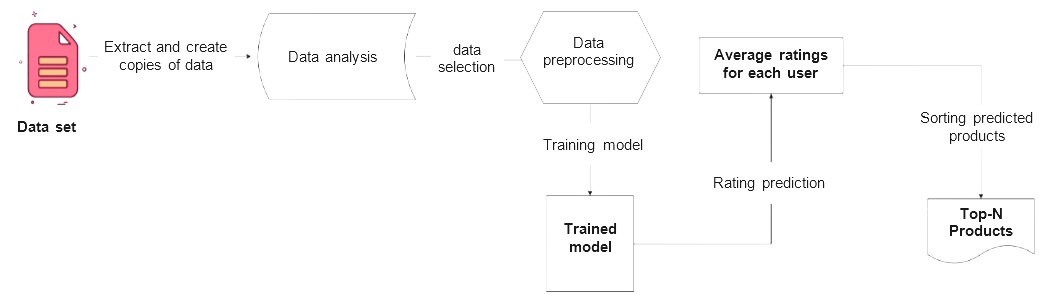 Data set
Extract and create
copies of data
Data analysis
data
selection
Data
preprocessing
Training model
Trained
model
Rating prediction
Average ratings
for each user
Sorting predicted
products
Top-N
Products